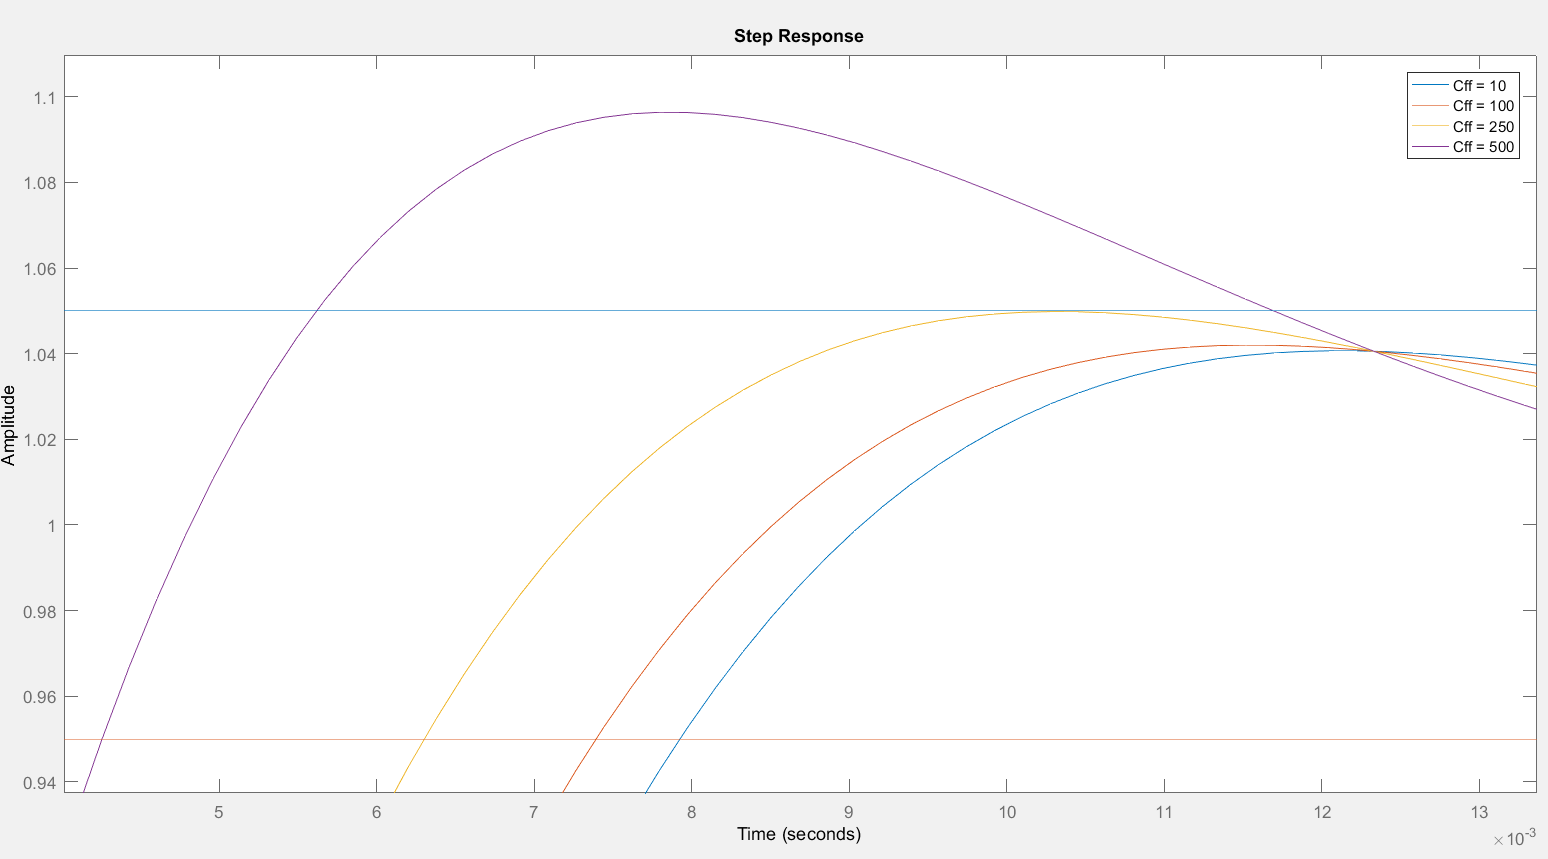 Step Response
Cff = 10
Cff = 100
Cff = 250
Cff = 500
1.1
1.08
1.06
1.04
1.02
1
0.98
0.96
0.94
Amplitude
5 6 7 8 9 10 11 12 13
Time (seconds)
×10-3